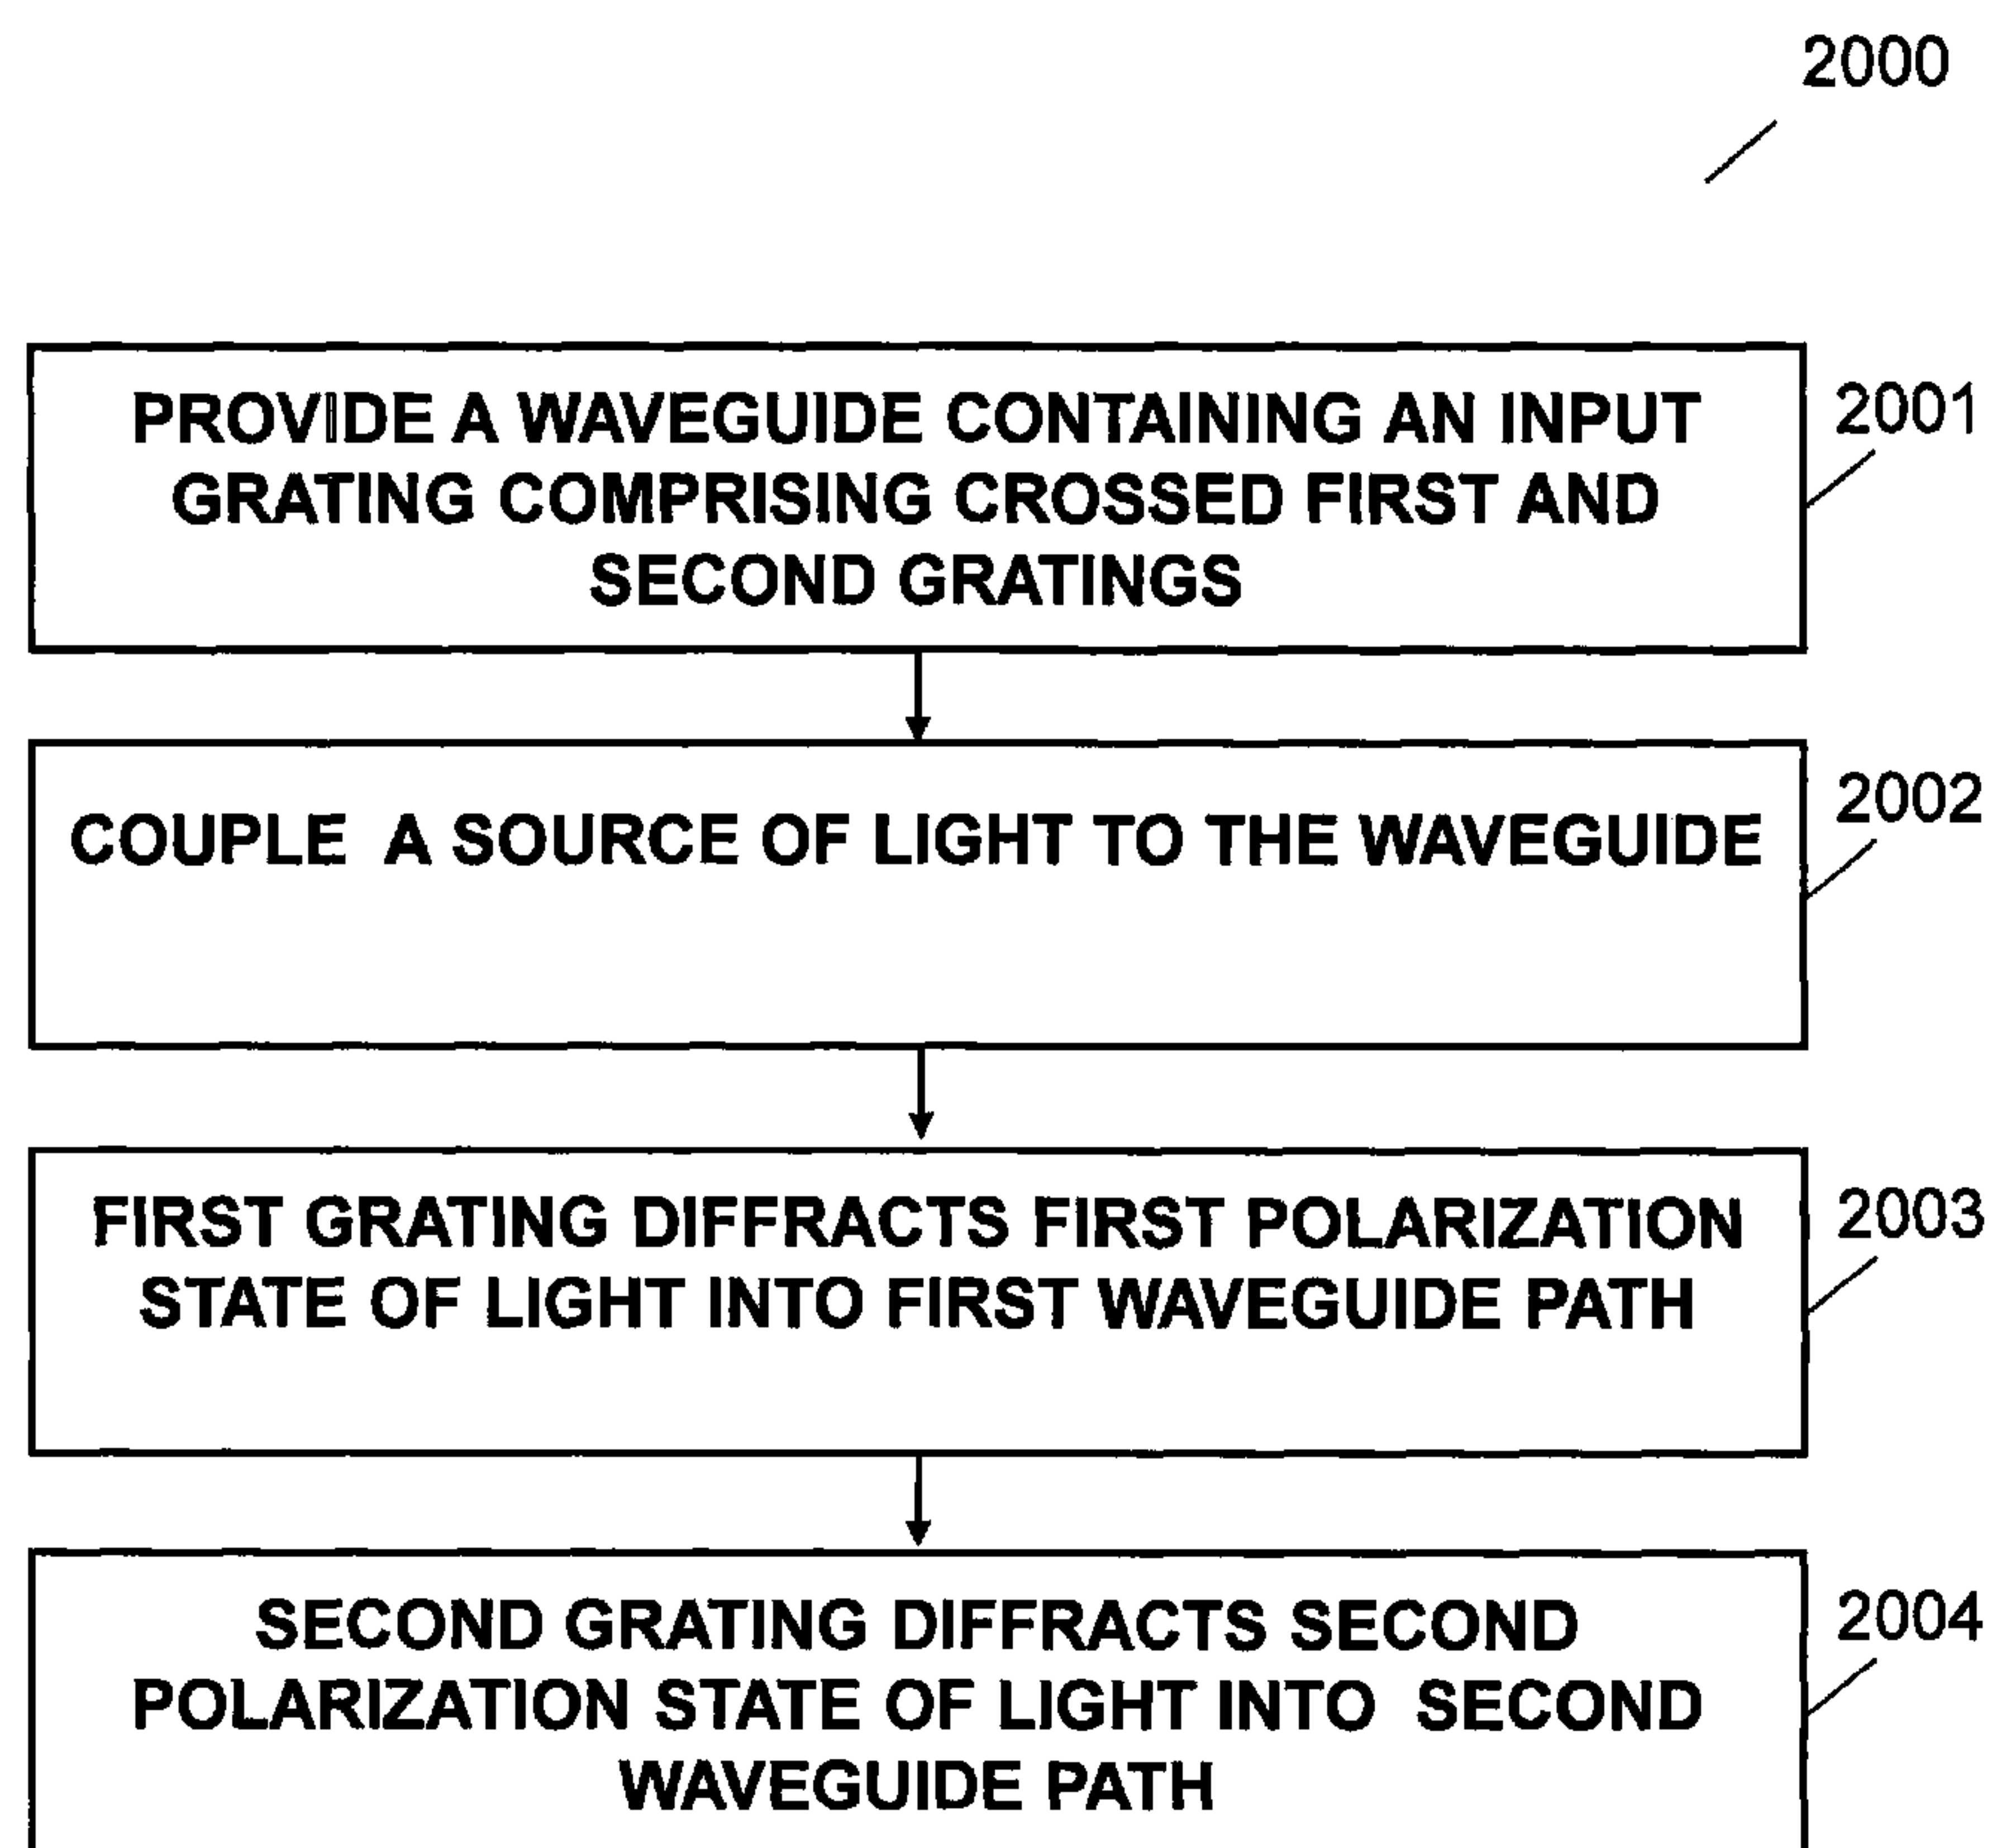 2000
PROVIDE A WAVEGUIDE CONTAINING AN INPUT
GRATING COMPRISING CROSSED FIRST AND
SECOND GRATINGS
2001
COUPLE A SOURCE OF LIGHT TO THE WAVEGUIDE
2002
FIRST GRATING DIFFRACTS FIRST POLARIZATION
STATE OF LIGHT INTO FIRST WAVEGUIDE PATH
2003
SECOND GRATING DIFFRACTS SECOND
POLARIZATION STATE OF LIGHT INTO SECOND
WAVEGUIDE PATH
2004